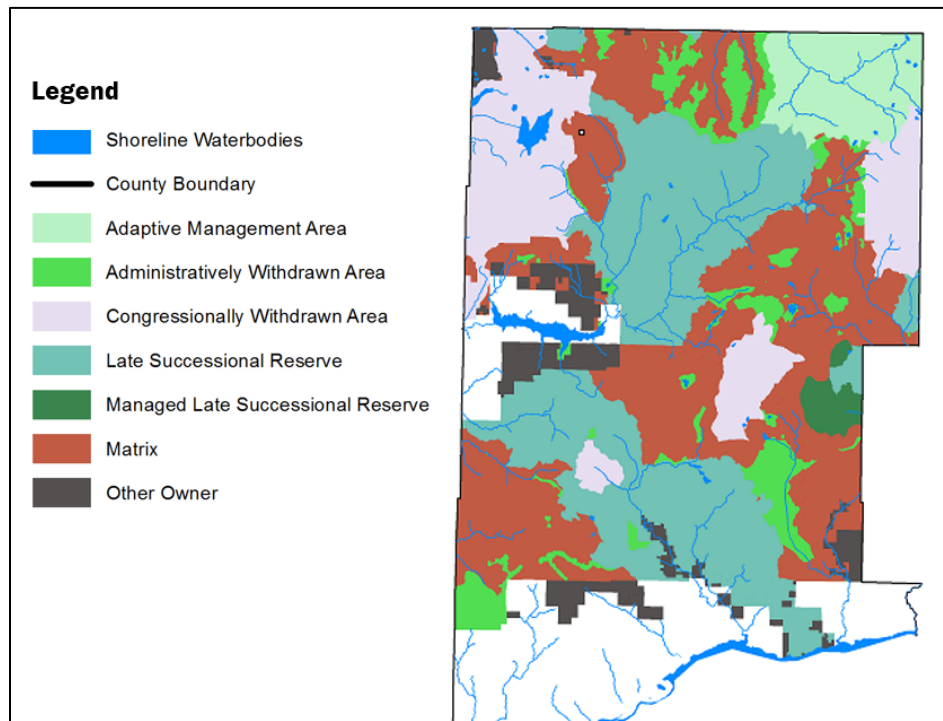 Legend
Shoreline Waterbodies
County Boundary
Adaptive Management Area
Administratively Withdrawn Area
Congressionally Withdrawn Area
Late Successional Reserve
Managed Late Successional Reserve
Matrix
Other Owner